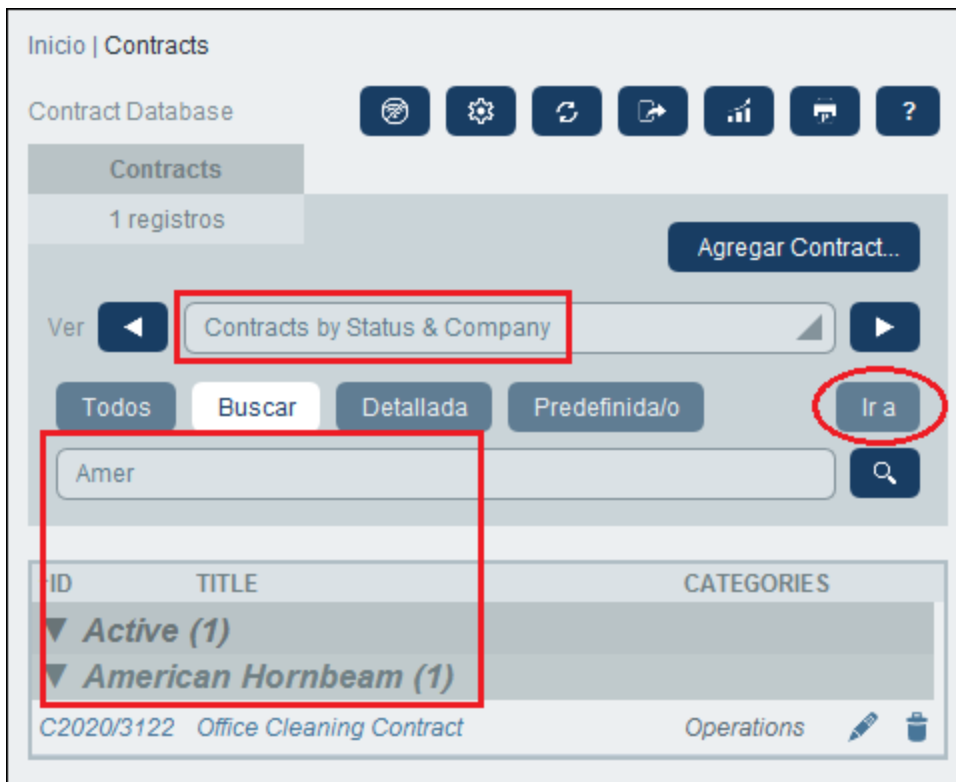 Inicio | Contracts
Contract Database ?
Contracts
1 registros
Agregar Contract...
Ver Contracts by Status & Company
Todos Buscar Detallada Predefinida/o Ir a
Amer
ID TITLE CATEGORIES
▼ Active (1)
▼ American Hornbeam (1)
C2020/3122 Office Cleaning Contract Operations